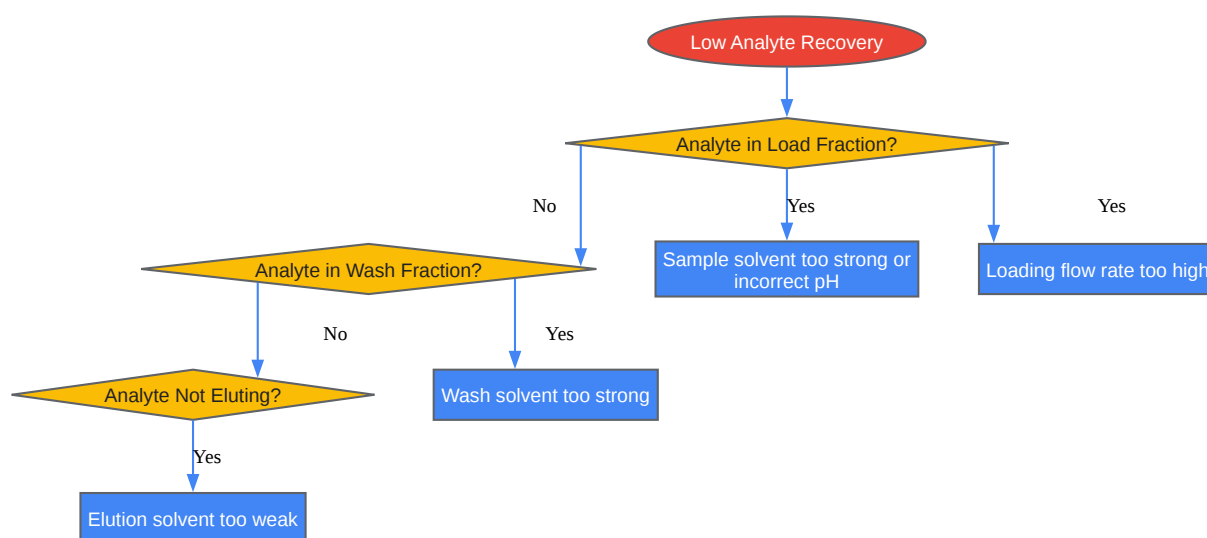 Low Analyte Recovery
Analyte in Load Fraction?
No
Yes
Yes
Analyte in Wash Fraction?
Sample solvent too strong or
incorrect pH
Loading flow rate too high
No
Yes
Analyte Not Eluting?
Wash solvent too strong
Yes
Elution solvent too weak